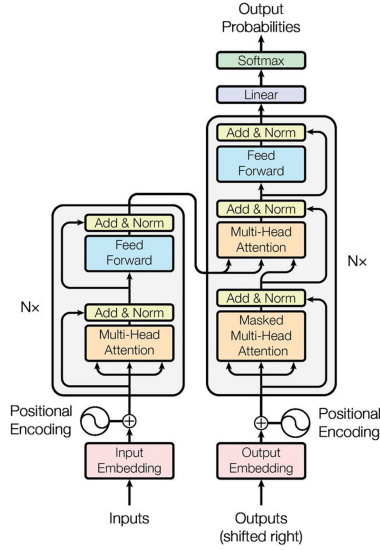 Output
Probabilities
Softmax
Linear
Add & Norm
Feed
Forward
Add & Norm
Multi-Head
Attention
Add & Norm
Masked
Multi-Head
Attention
N×
Add & Norm
Feed
Forward
Add & Norm
Multi-Head
Attention
N×
Positional
Encoding
Positional
Encoding
Input
Embedding
Output
Embedding
Inputs
Outputs
(shifted right)